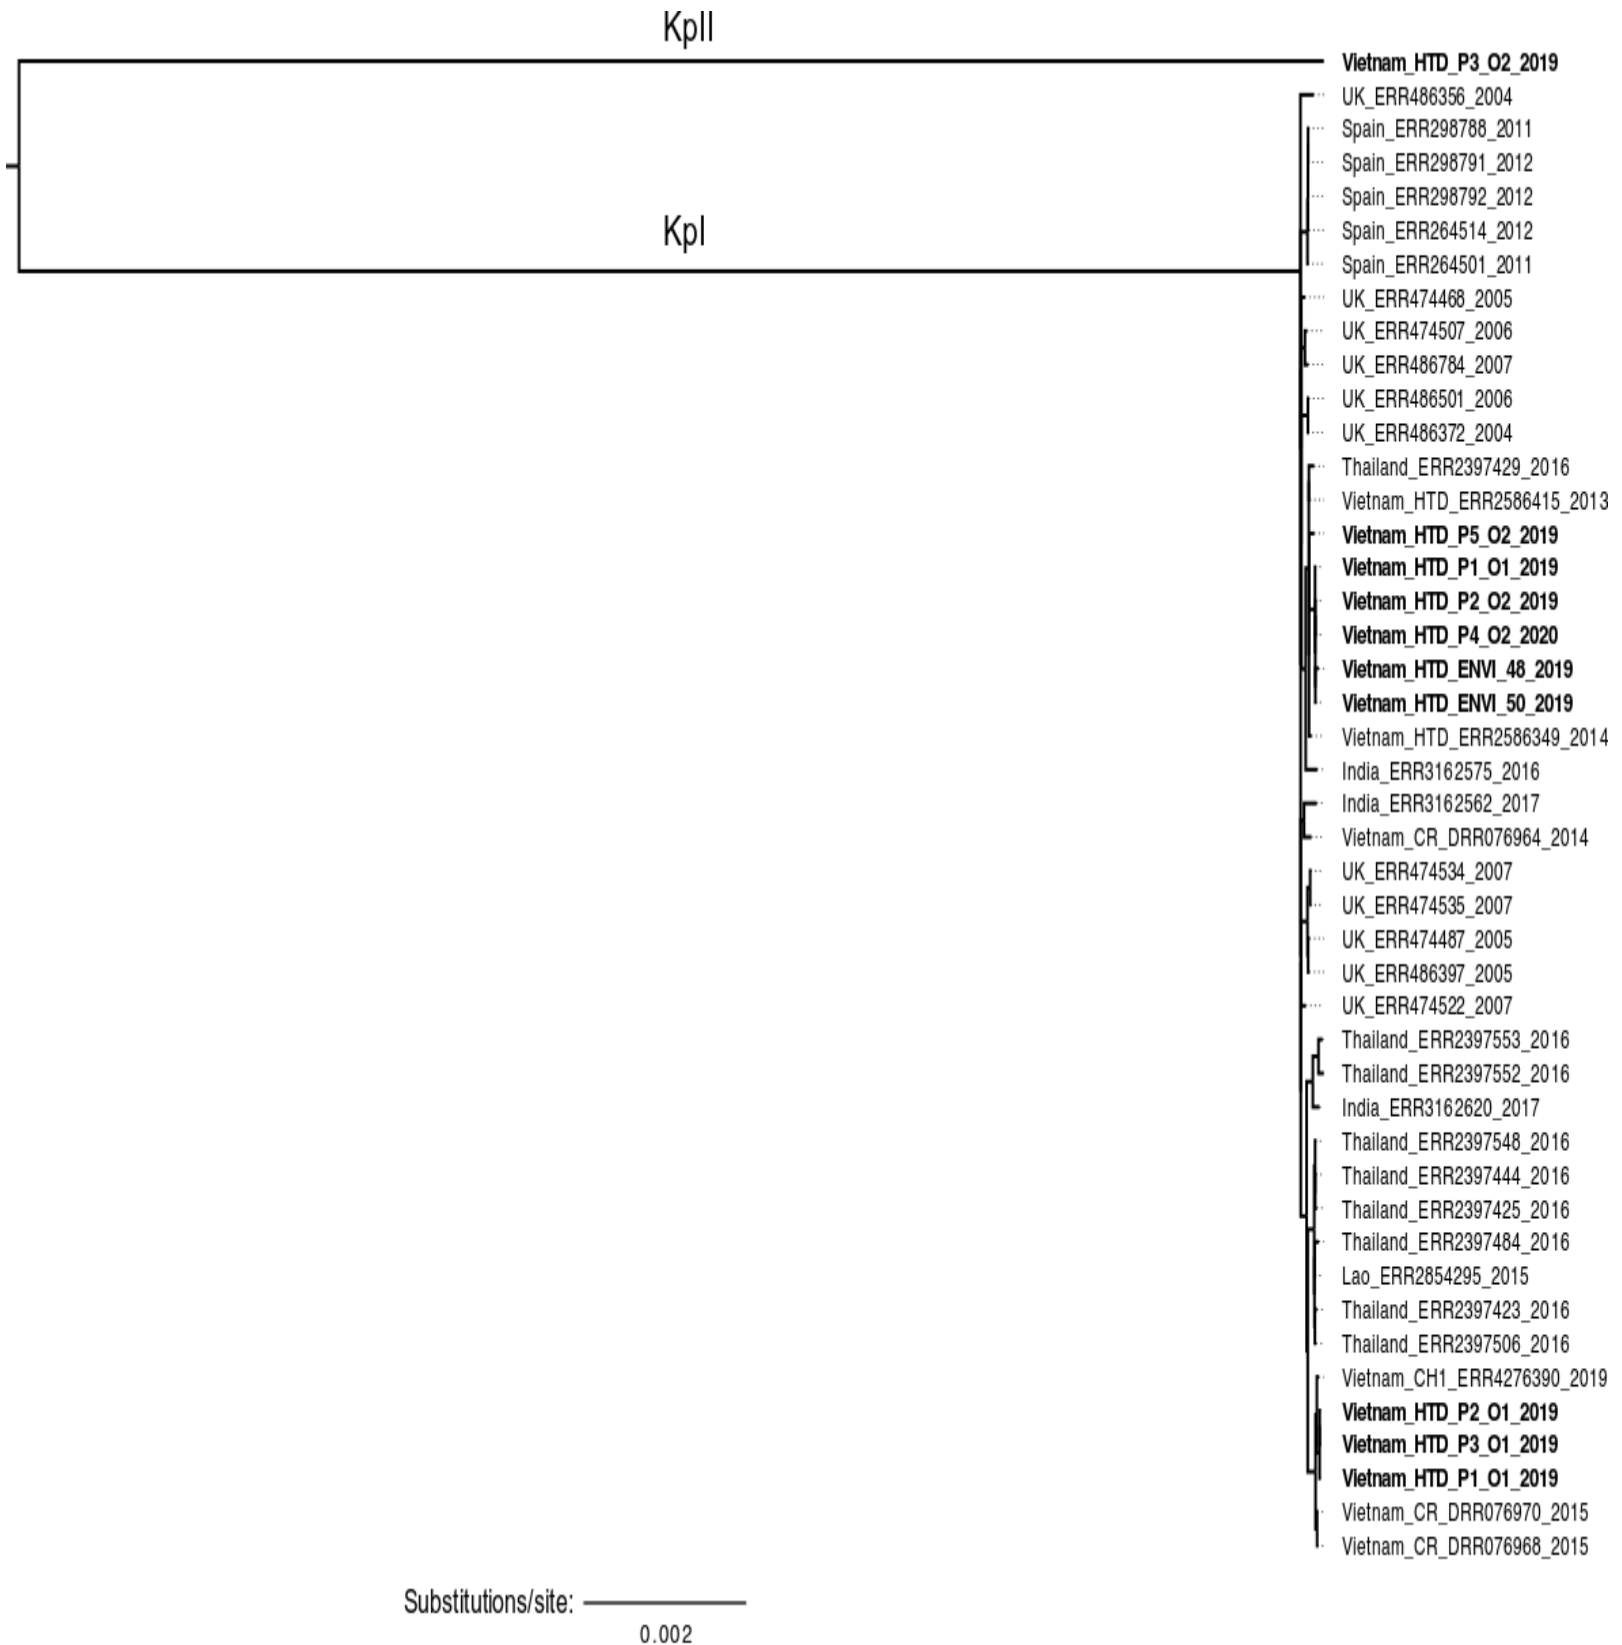 KpII
Vietnam_HTD_P3_O2_2019
UK_ERR486356_2004
Spain_ERR298788_2011
Spain_ERR298791_2012
Spain_ERR298792_2012
KpI
Spain_ERR264514_2012
Spain_ERR264501_2011
UK_ERR474468_2005
UK_ERR474507_2006
UK_ERR486784_2007
UK_ERR486501_2006
UK_ERR486372_2004
Thailand_ERR2397429_2016
Vietnam_HTD_ERR2586415_2013
Vietnam_HTD_P5_O2_2019
Vietnam_HTD_P1_O1_2019
Vietnam_HTD_P2_O2_2019
Vietnam_HTD_P4_O2_2020
Vietnam_HTD_ENVI_48_2019
Vietnam_HTD_ENVI_50_2019
Vietnam_HTD_ERR2586349_2014
India_ERR3162575_2016
India_ERR3162562_2017
Vietnam_CR_DRR076964_2014
UK_ERR474534_2007
UK_ERR474535_2007
UK_ERR474487_2005
UK_ERR486397_2005
UK_ERR474522_2007
Thailand_ERR2397553_2016
Thailand_ERR2397552_2016
India_ERR3162620_2017
Thailand_ERR2397548_2016
Thailand_ERR2397444_2016
Thailand_ERR2397425_2016
Thailand_ERR2397484_2016
Lao_ERR2854295_2015
Thailand_ERR2397423_2016
Thailand_ERR2397506_2016
Vietnam_CH1_ERR4276390_2019
Vietnam_HTD_P2_O1_2019
Vietnam_HTD_P3_O1_2019
Vietnam_HTD_P1_O1_2019
Vietnam_CR_DRR076970_2015
Vietnam_CR_DRR076968_2015
Substitutions/site:
0.002